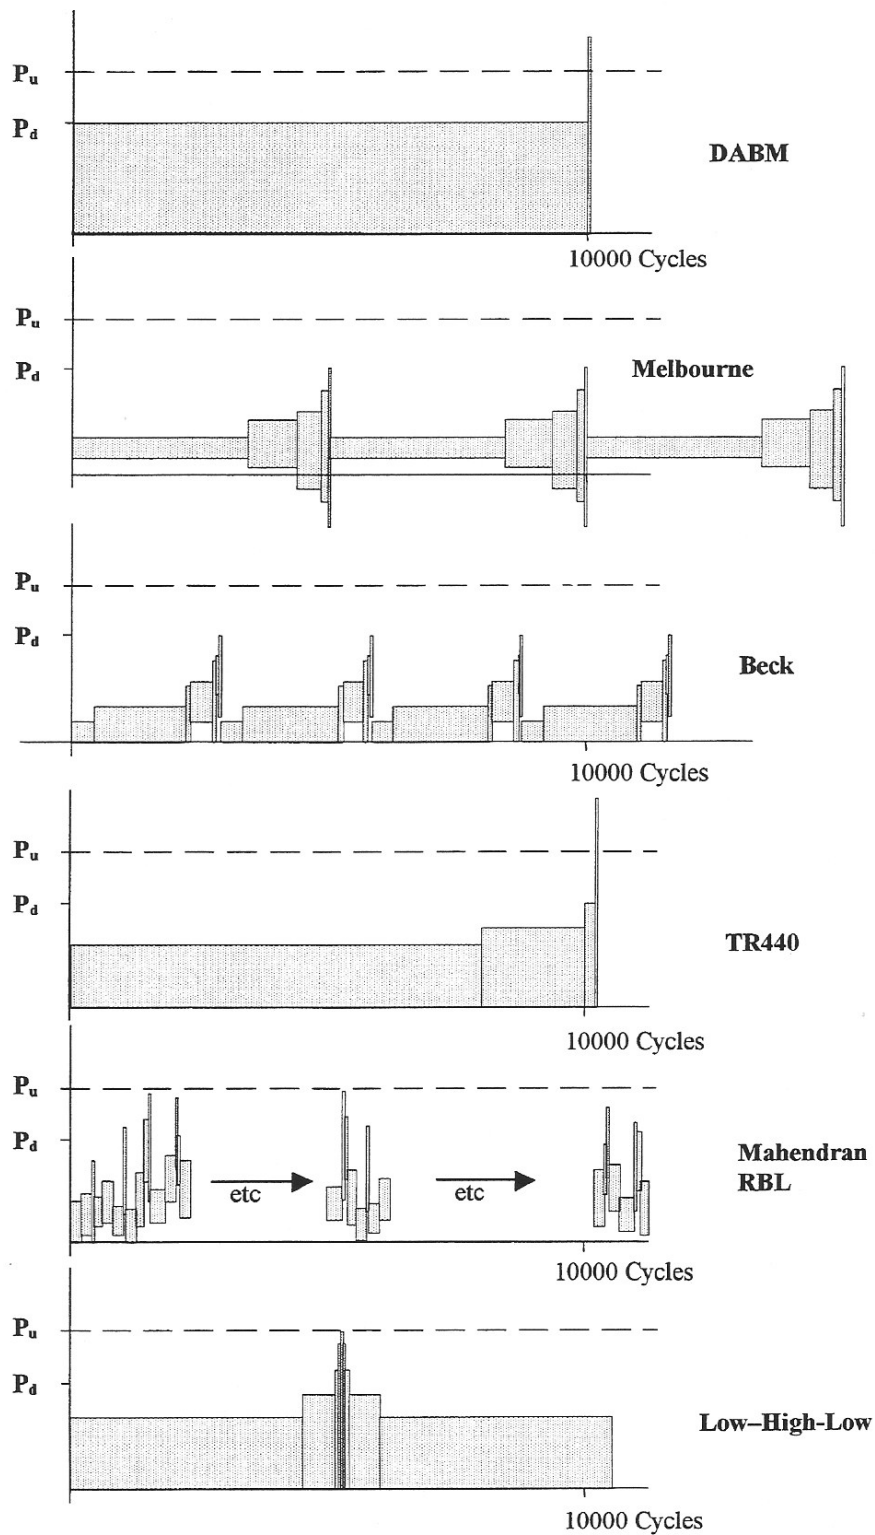 Pu
Pd
DABM
10000 Cycles
Pu
Pd
Melbourne
Pu
Pd
Beck
10000 Cycles
Pu
Pd
TR440
10000 Cycles
Pu
Pd
Mahendran
RBL
etc
etc
10000 Cycles
Pu
Pd
Low–High-Low
10000 Cycles